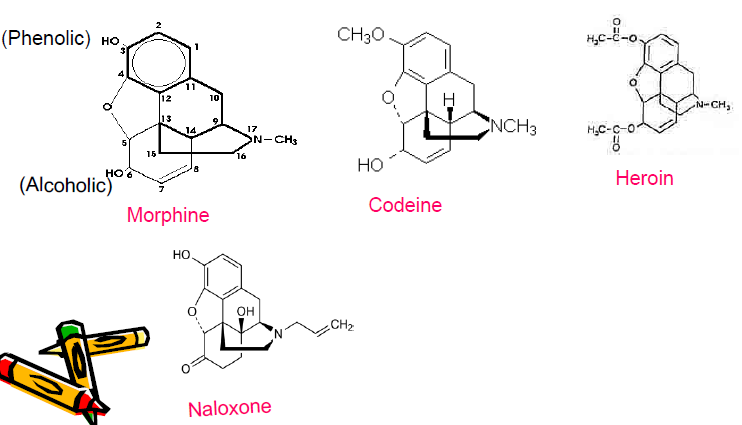 (Phenolic)
HO
2
3
1
4
11
12
10
O
13
14
9
17
N
CH₃
5
15
16
(Alcoholic)
HO
6
8
7
Morphine
CH₃O
O
H
NCH₃
HO
Codeine
O
H₃C-C-O
O
N-CH₃
H₃C-C-O
O
Heroin
HO
O
OH
N
CH₂
O
Naloxone